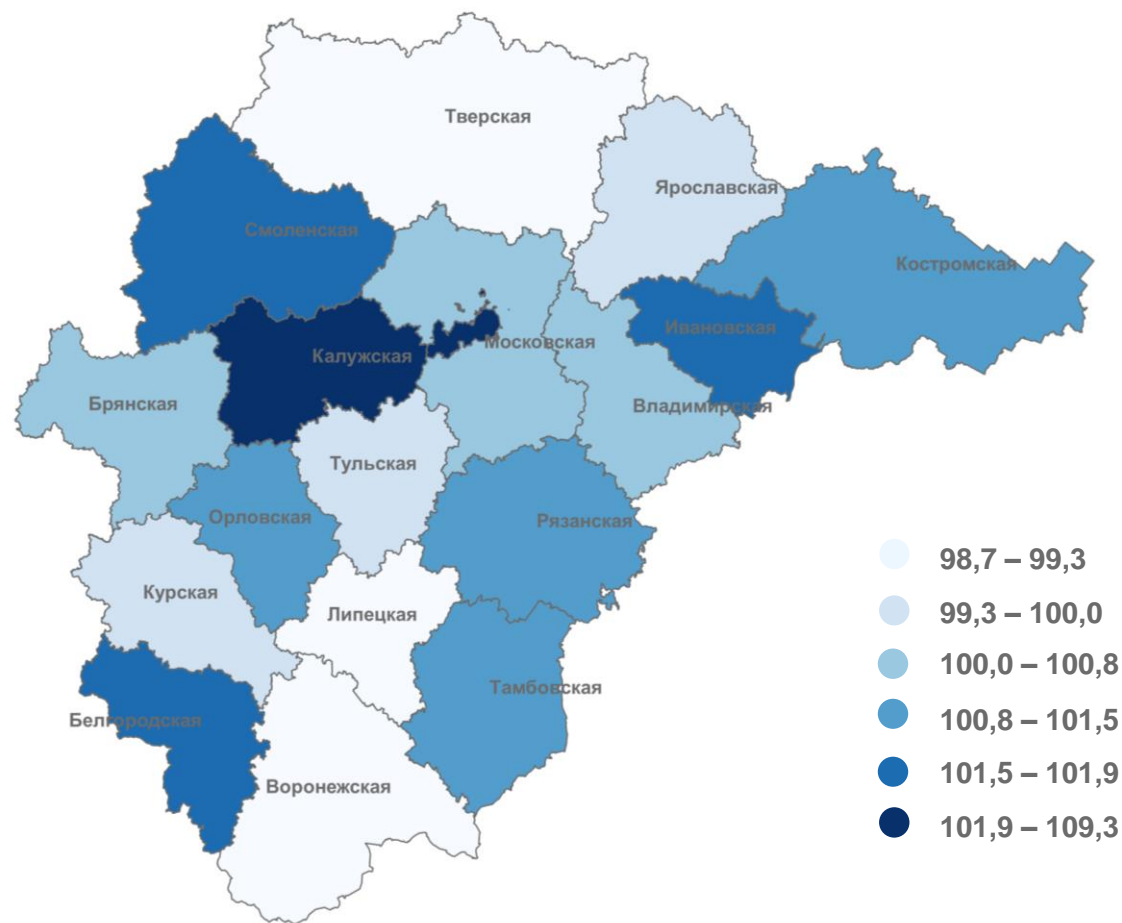 Тверская
Ярославская
Смоленская
Костромская
Ивановская
Московская
Калужская
Брянская
Владимирская
Тульская
Орловская
Рязанская
Курская
Липецкая
Тамбовская
Белгородская
Воронежская
98,7 – 99,3
99,3 – 100,0
100,0 – 100,8
100,8 – 101,5
101,5 – 101,9
101,9 – 109,3